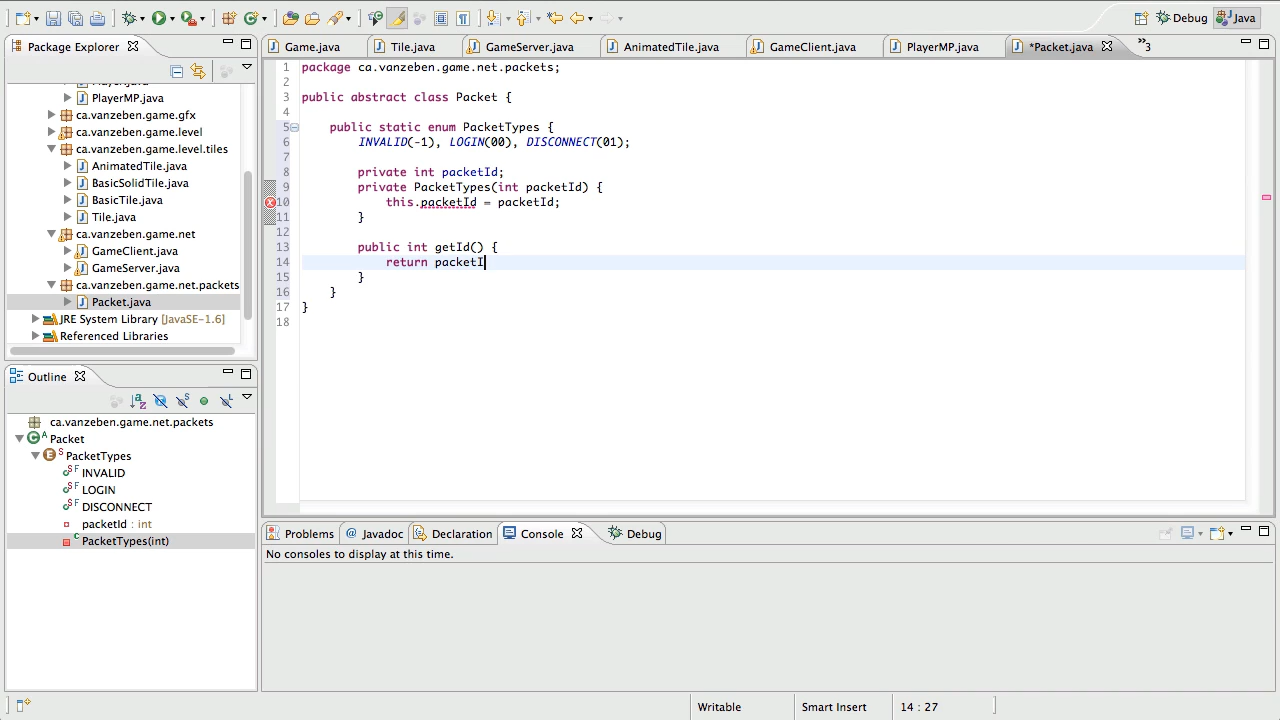 Debug
Java
Package Explorer
Game.java
Tile.java
GameServer.java
AnimatedTile.java
GameClient.java
PlayerMP.java
*Packet.java
»3
PlayerMP.java
ca.vanzeben.game.gfx
ca.vanzeben.game.level
ca.vanzeben.game.level.tiles
AnimatedTile.java
BasicSolidTile.java
BasicTile.java
Tile.java
ca.vanzeben.game.net
GameClient.java
GameServer.java
ca.vanzeben.game.net.packets
Packet.java
JRE System Library [JavaSE-1.6]
Referenced Libraries
1 package ca.vanzeben.game.net.packets;
2
3 public abstract class Packet {
4
5 public static enum PacketTypes {
6 INVALID(-1), LOGIN(00), DISCONNECT(01);
7
8 private int packetId;
9 private PacketTypes(int packetId) {
10 this.packetId = packetId;
11 }
12
13 public int getId() {
14 return packetI
15 }
16 }
17 }
18
Outline
ca.vanzeben.game.net.packets
Packet
PacketTypes
INVALID
LOGIN
DISCONNECT
packetId : int
PacketTypes(int)
Problems
Javadoc
Declaration
Console
Debug
No consoles to display at this time.
Writable
Smart Insert
14 : 27